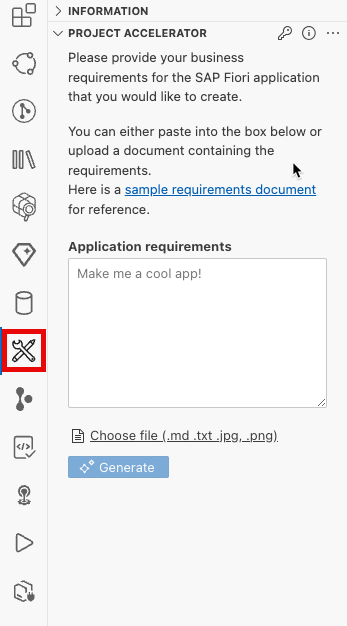 INFORMATION
PROJECT ACCELERATOR
Please provide your business
requirements for the SAP Fiori application
that you would like to create.
You can either paste into the box below or
upload a document containing the
requirements.
Here is a sample requirements document
for reference.
Application requirements
Make me a cool app!
Choose file (.md .txt .jpg, .png)
Generate